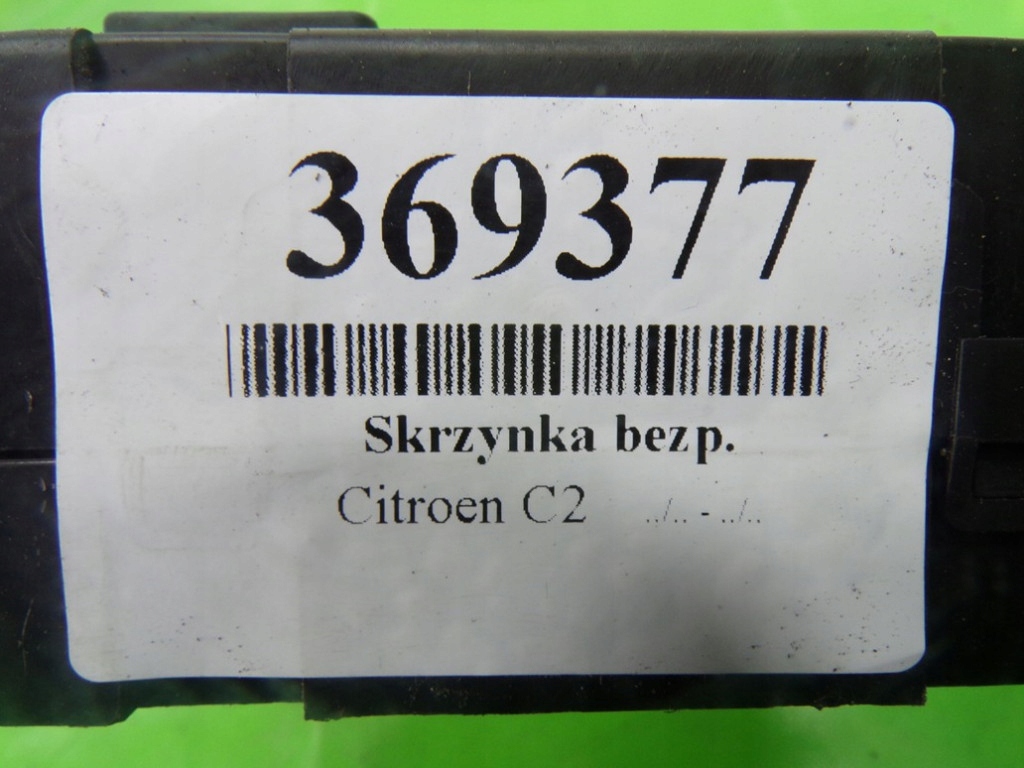 369377
Skrzynka bezp.
Citroen C2 ../.. - ../..